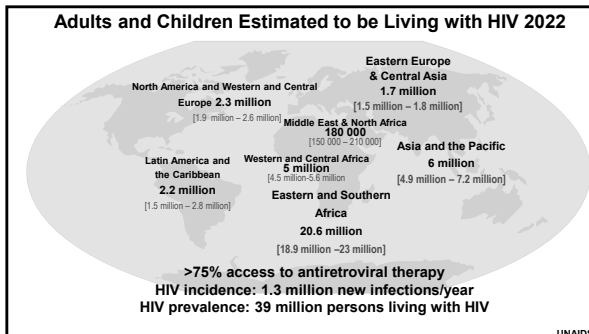 Adults and Children Estimated to be Living with HIV 2022
Eastern Europe
& Central Asia
1.7 million
[1.5 million – 1.8 million]
North America and Western and Central
Europe 2.3 million
[1.9 million – 2.6 million]
Middle East & North Africa
180 000
[150 000 – 210 000]
Asia and the Pacific
6 million
[4.9 million – 7.2 million]
Latin America and
the Caribbean
2.2 million
[1.5 million – 2.8 million]
Western and Central Africa
5 million
[4.5 million-5.6 million
Eastern and Southern
Africa
20.6 million
[18.9 million –23 million]
>75% access to antiretroviral therapy
HIV incidence: 1.3 million new infections/year
HIV prevalence: 39 million persons living with HIV
UNAIDS